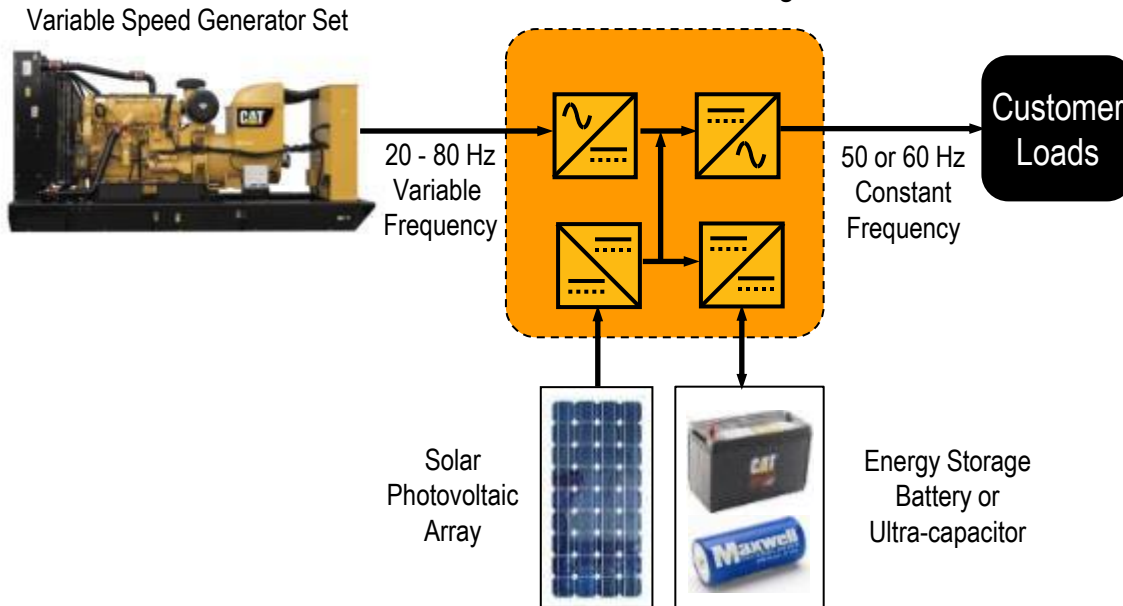 Variable Speed Generator Set
CAT
20 - 80 Hz
Variable
Frequency
50 or 60 Hz
Constant
Frequency
Customer
Loads
Solar
Photovoltaic
Array
CAT
Maxwell
Energy Storage
Battery or
Ultra-capacitor